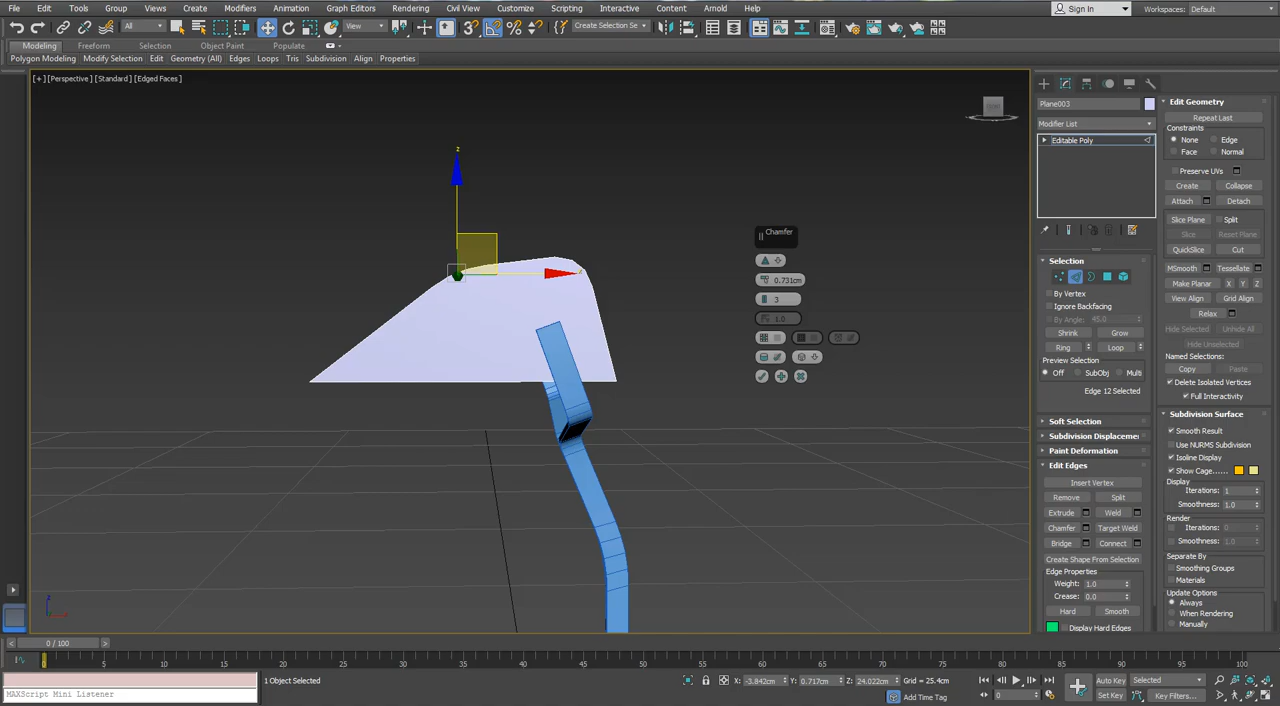 File Edit Tools Group Views Create Modifiers Animation Graph Editors Rendering Civil View Customize Scripting Interactive Content Arnold Help Sign In Workspaces: Default
All View Create Selection Se
Modeling Freeform Selection Object Paint Populate
Polygon Modeling Modify Selection Edit Geometry (All) Edges Loops Tris Subdivision Align Properties
[+] [Perspective] [Standard] [Edged Faces]
z
Chamfer
0.731cm
3
1.0
Plane003
Modifier List
Editable Poly
Selection
By Vertex
Ignore Backfacing
By Angle: 45.0
Shrink Grow
Ring Loop
Preview Selection
Off SubObj Multi
Edge 12 Selected
Soft Selection
Subdivision Displaceme
Paint Deformation
Edit Edges
Insert Vertex
Remove Split
Extrude Weld
Chamfer Target Weld
Bridge Connect
Create Shape From Selection
Edge Properties
Weight: 1.0
Crease: 0.0
Hard Smooth
Display Hard Edges
Edit Geometry
Repeat Last
Constraints
None Edge
Face Normal
Preserve UVs
Create Collapse
Attach Detach
Slice Plane Split
Slice Reset Plane
QuickSlice Cut
MSmooth Tessellate
Make Planar X Y Z
View Align Grid Align
Relax
Hide Selected Unhide All
Hide Unselected
Named Selections:
Copy Paste
Delete Isolated Vertices
Full Interactivity
Subdivision Surface
Smooth Result
Use NURMS Subdivision
Isoline Display
Show Cage......
Display
Iterations: 1
Smoothness: 1.0
Render
Iterations: 0
Smoothness: 1.0
Separate By
Smoothing Groups
Materials
Update Options
Always
When Rendering
Manually
< 0 / 100 >
0 5 10 15 20 25 30 35 40 45 50 55 60 65 70 75 80 85 90 95 100
MAXScript Mini Listener
1 Object Selected
X: -3.842cm Y: 0.717cm Z: 24.022cm Grid = 25.4cm
Add Time Tag
0
Auto Key Selected
Set Key Key Filters...